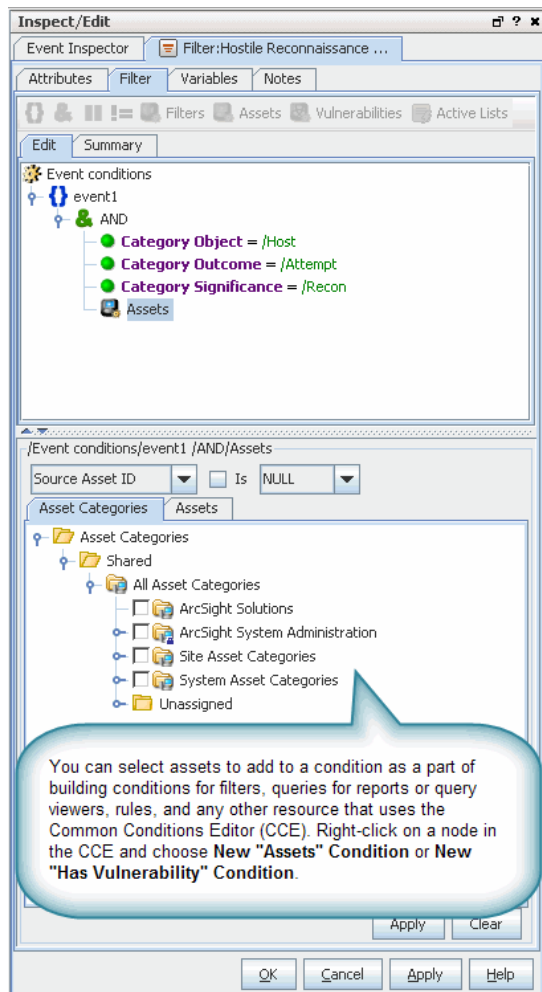 Inspect/Edit
Event Inspector
Filter:Hostile Reconnaissance ...
Attributes Filter Variables Notes
{} & != Filters Assets Vulnerabilities Active Lists
Edit Summary
Event conditions
{} event1
& AND
Category Object = /Host
Category Outcome = /Attempt
Category Significance = /Recon
Assets
/Event conditions/event1 /AND/Assets
Source Asset ID Is NULL
Asset Categories Assets
Asset Categories
Shared
All Asset Categories
ArcSight Solutions
ArcSight System Administration
Site Asset Categories
System Asset Categories
Unassigned
You can select assets to add to a condition as a part of
building conditions for filters, queries for reports or query
viewers, rules, and any other resource that uses the
Common Conditions Editor (CCE). Right-click on a node in
the CCE and choose New "Assets" Condition or New
"Has Vulnerability" Condition.
Apply Clear
OK Cancel Apply Help